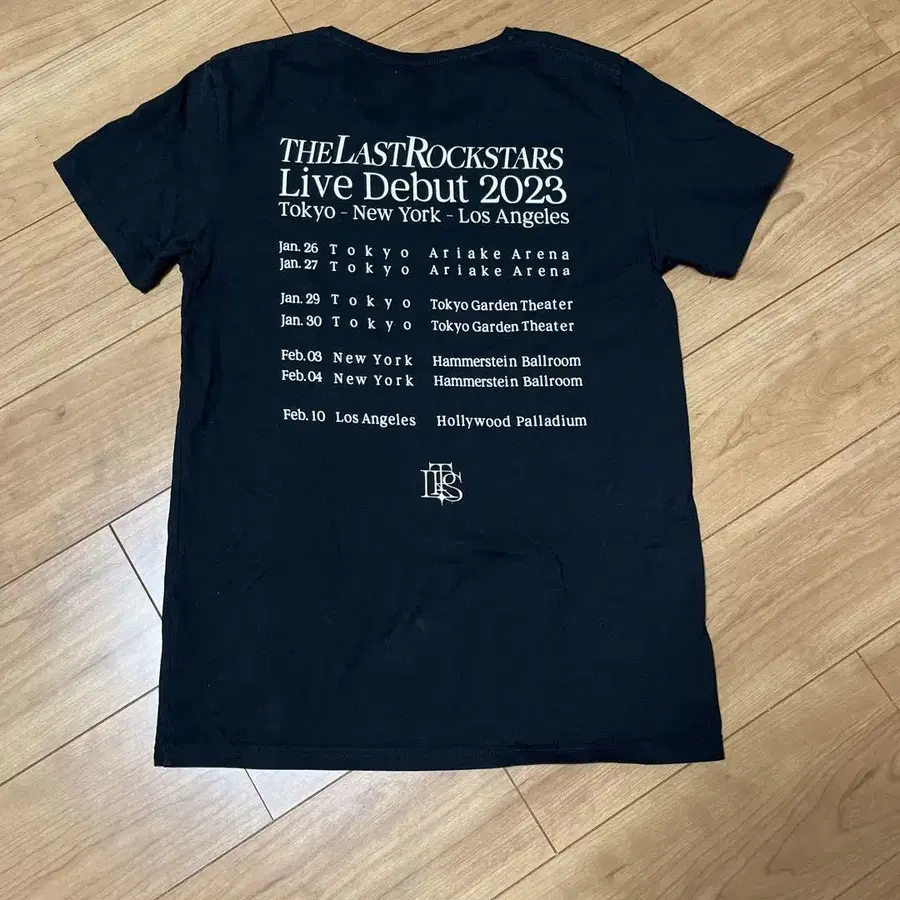 THE LAST ROCKSTARS
Live Debut 2023
Tokyo - New York - Los Angeles
Jan. 26 Tokyo Ariake Arena
Jan. 27 Tokyo Ariake Arena
Jan. 29 Tokyo Tokyo Garden Theater
Jan. 30 Tokyo Tokyo Garden Theater
Feb. 03 New York Hammerstein Ballroom
Feb. 04 New York Hammerstein Ballroom
Feb. 10 Los Angeles Hollywood Palladium
TLRS